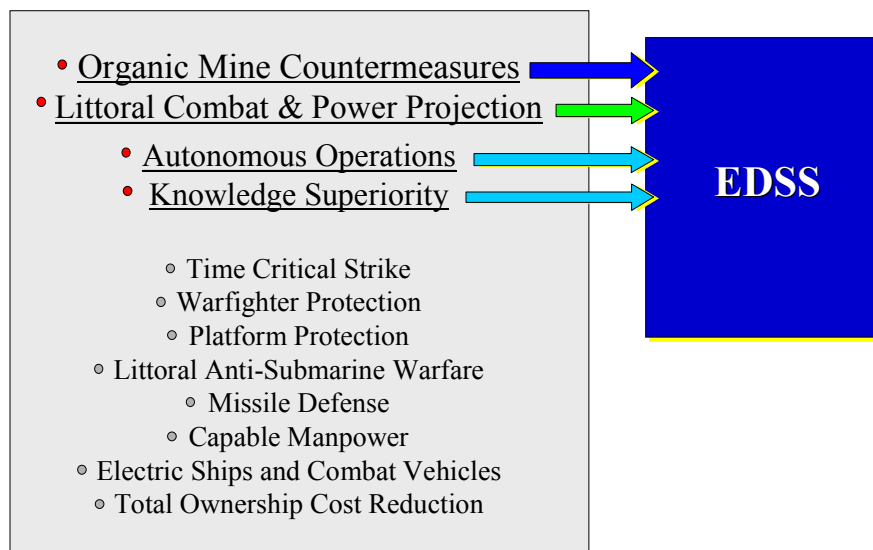 • Organic Mine Countermeasures
• Littoral Combat & Power Projection
• Autonomous Operations
• Knowledge Superiority
EDSS
• Time Critical Strike
• Warfighter Protection
• Platform Protection
• Littoral Anti-Submarine Warfare
• Missile Defense
• Capable Manpower
• Electric Ships and Combat Vehicles
• Total Ownership Cost Reduction